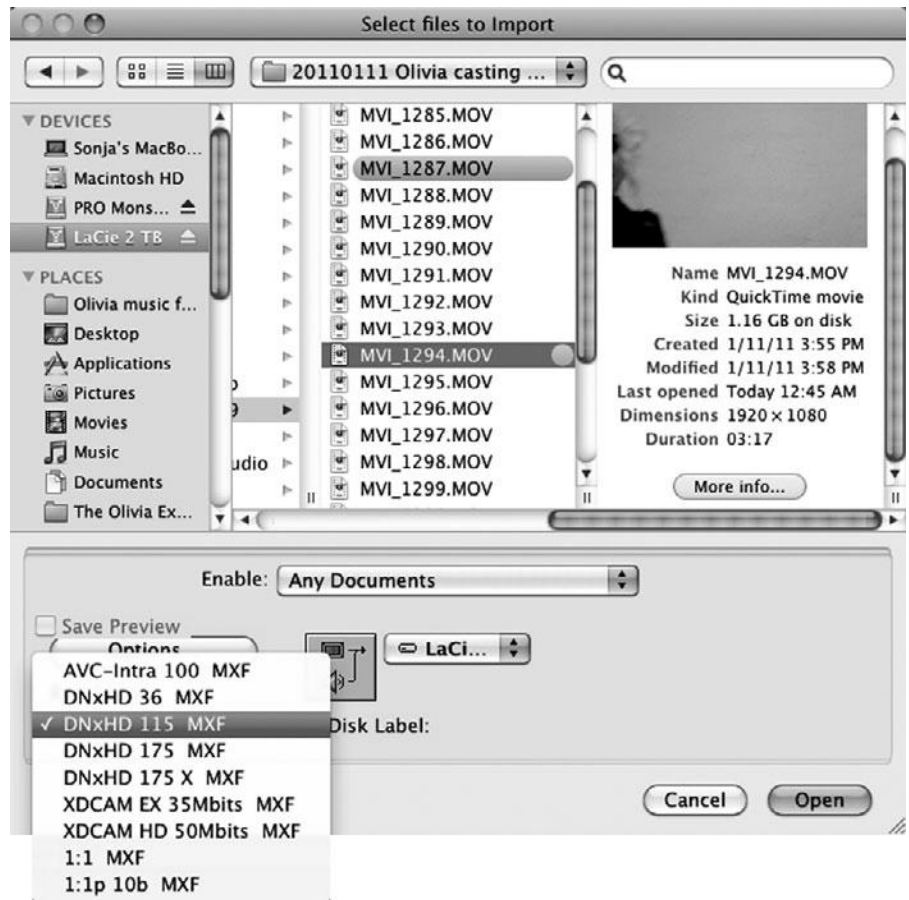 Select files to Import
20110111 Olivia casting ...
DEVICES
Sonja's MacBo...
Macintosh HD
PRO Mons...
LaCie 2 TB
PLACES
Olivia music f...
Desktop
Applications
Pictures
Movies
Music
Documents
The Olivia Ex...
udio
MVI_1285.MOV
MVI_1286.MOV
MVI_1287.MOV
MVI_1288.MOV
MVI_1289.MOV
MVI_1290.MOV
MVI_1291.MOV
MVI_1292.MOV
MVI_1293.MOV
MVI_1294.MOV
MVI_1295.MOV
MVI_1296.MOV
MVI_1297.MOV
MVI_1298.MOV
MVI_1299.MOV
Name MVI_1294.MOV
Kind QuickTime movie
Size 1.16 GB on disk
Created 1/11/11 3:55 PM
Modified 1/11/11 3:58 PM
Last opened Today 12:45 AM
Dimensions 1920 × 1080
Duration 03:17
More info...
Enable: Any Documents
Save Preview
Options
LaCi...
Disk Label:
AVC-Intra 100 MXF
DNxHD 36 MXF
✓ DNxHD 115 MXF
DNxHD 175 MXF
DNxHD 175 X MXF
XDCAM EX 35Mbits MXF
XDCAM HD 50Mbits MXF
1:1 MXF
1:1p 10b MXF
Cancel
Open